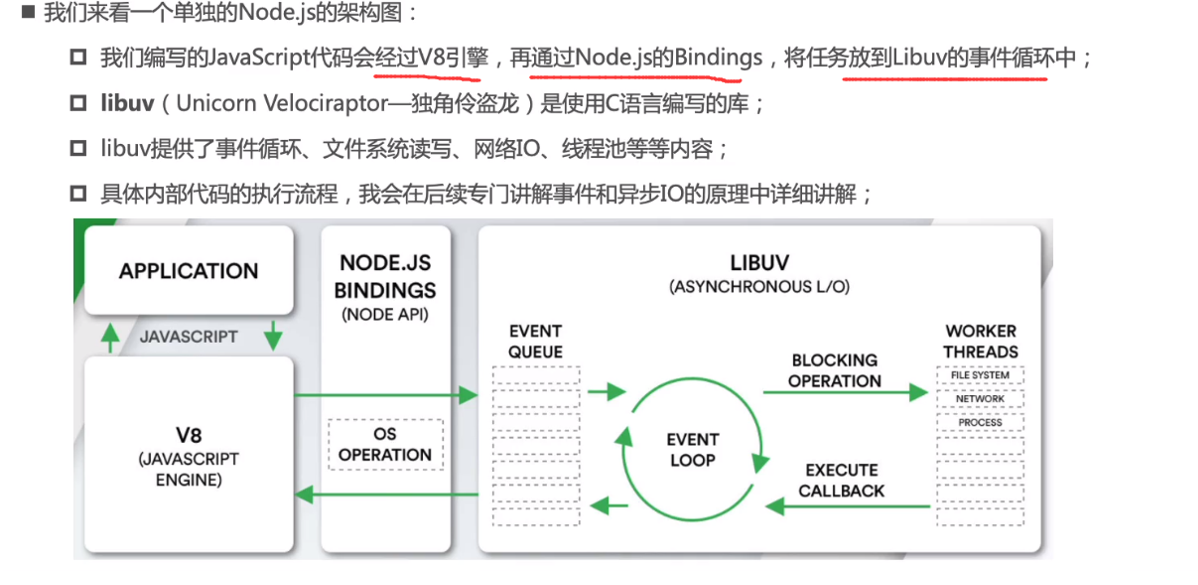 ■ 我们来看一个单独的Node.js的架构图：
我们编写的JavaScript代码会经过V8引擎，再通过Node.js的Bindings，将任务放到Libuv的事件循环中；
libuv（Unicorn Velociraptor—独角伶盗龙）是使用C语言编写的库；
libuv提供了事件循环、文件系统读写、网络IO、线程池等等内容；
具体内部代码的执行流程，我会在后续专门讲解事件和异步IO的原理中详细讲解；
APPLICATION
JAVASCRIPT
V8
(JAVASCRIPT
ENGINE)
NODE.JS
BINDINGS
(NODE API)
OS
OPERATION
LIBUV
(ASYNCHRONOUS L/O)
EVENT
QUEUE
EVENT
LOOP
BLOCKING
OPERATION
EXECUTE
CALLBACK
WORKER
THREADS
FILE SYSTEM
NETWORK
PROCESS